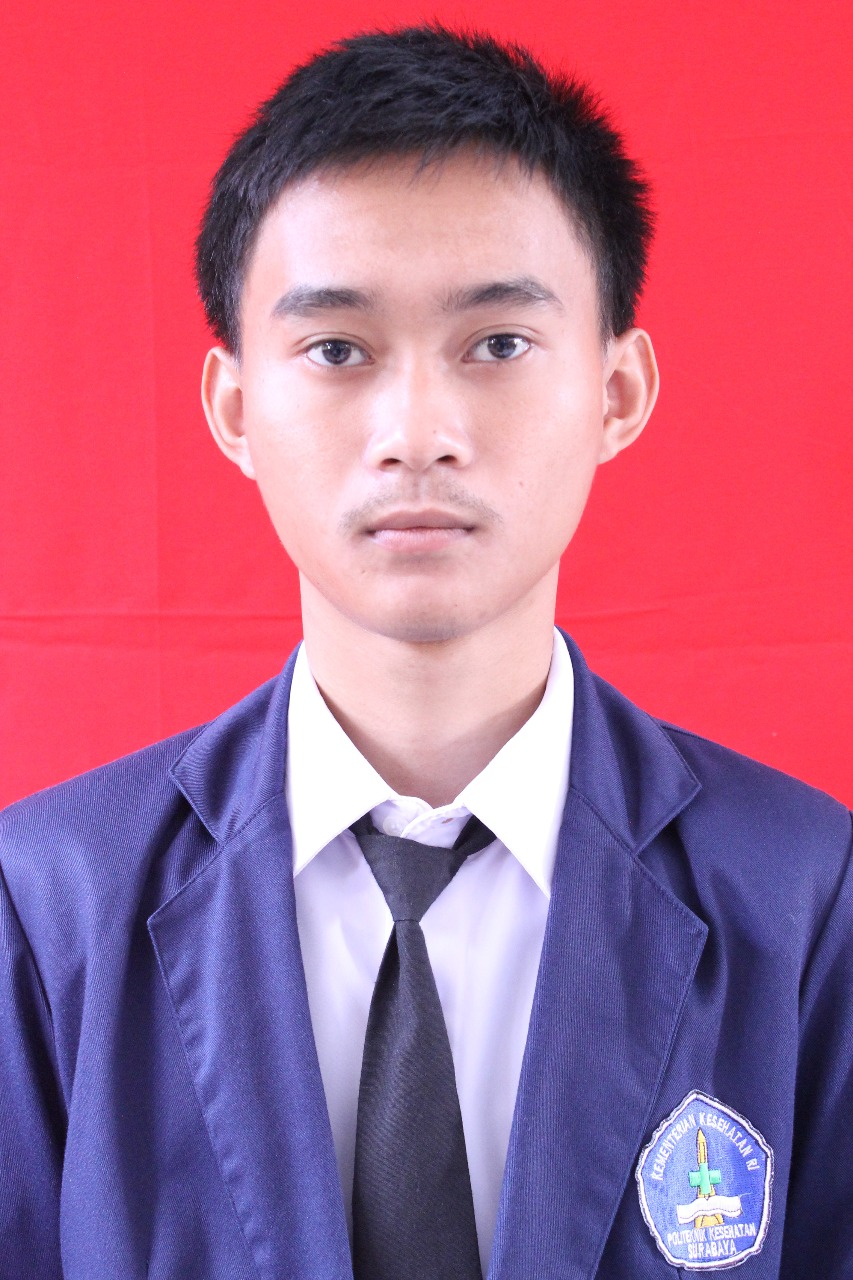 KEMENTERIAN KESEHATAN RI
POLITEKNIK KESEHATAN
SURABAYA